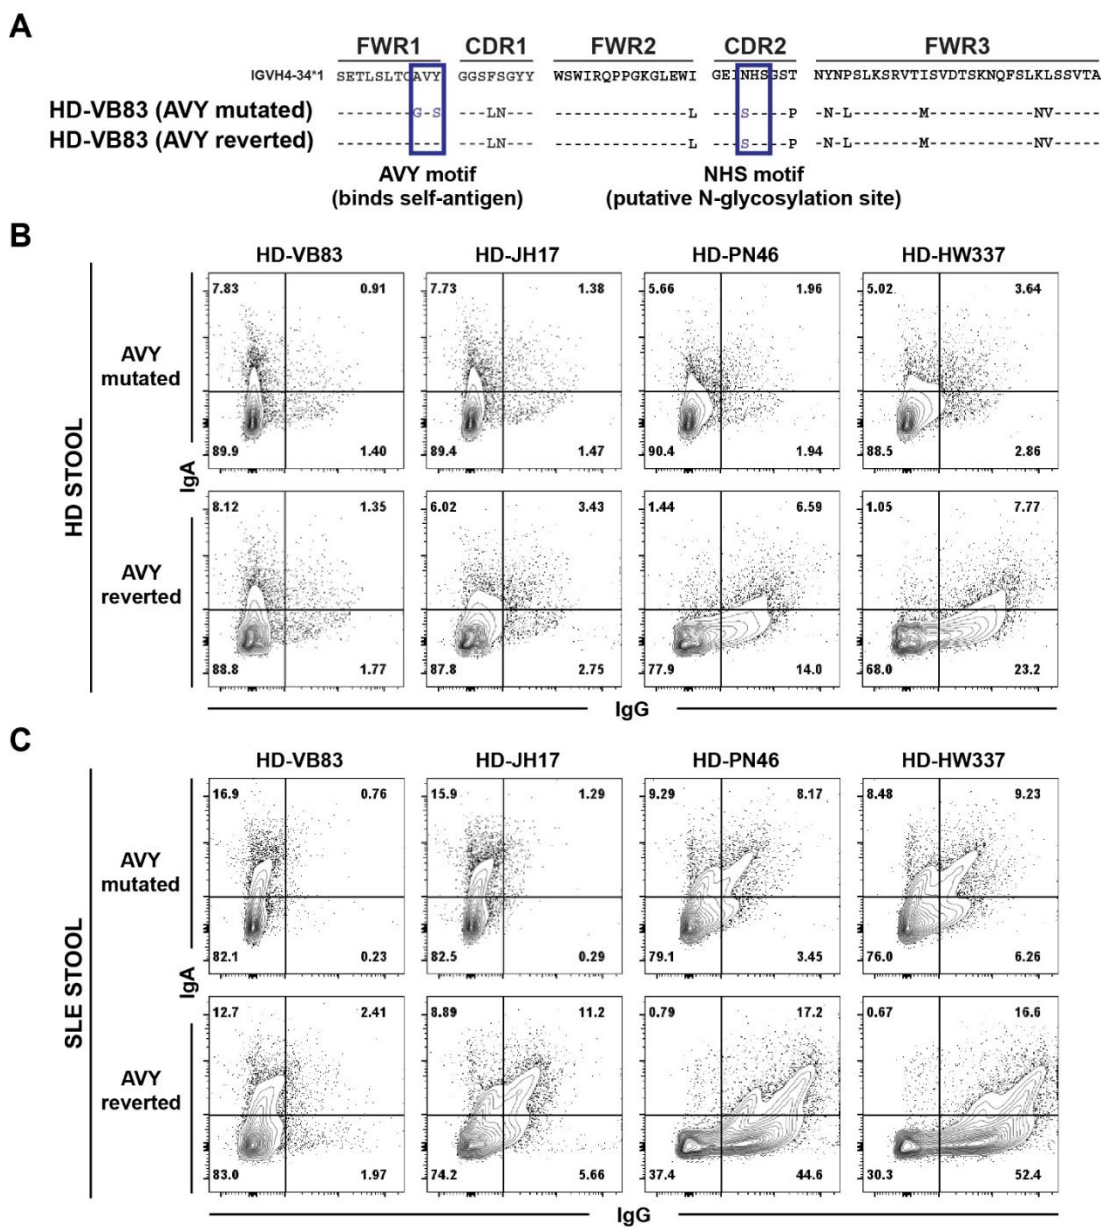 A
FWR1 CDR1 FWR2 CDR2 FWR3
IGVH4-34*1 SETLSLTCAVY GGSFSGYY WSWIRQPPGKGLEWI GEINHSGST NYNPSLKSRVTISVDTSKNQFSLKLSSVTA
HD-VB83 (AVY mutated) --------G-S ---LN--- --------------L ---S----P -N-L-------M-----------NV-----
HD-VB83 (AVY reverted) ----------- ---LN--- --------------L ---S----P -N-L-------M-----------NV-----
AVY motif NHS motif
(binds self-antigen) (putative N-glycosylation site)
B
HD-VB83 HD-JH17 HD-PN46 HD-HW337
HD STOOL
AVY
mutated
7.83 0.91 7.73 1.38 5.66 1.96 5.02 3.64
89.9 1.40 89.4 1.47 90.4 1.94 88.5 2.86
IgA
AVY
reverted
8.12 1.35 6.02 3.43 1.44 6.59 1.05 7.77
88.8 1.77 87.8 2.75 77.9 14.0 68.0 23.2
IgG
C
HD-VB83 HD-JH17 HD-PN46 HD-HW337
SLE STOOL
AVY
mutated
16.9 0.76 15.9 1.29 9.29 8.17 8.48 9.23
82.1 0.23 82.5 0.29 79.1 3.45 76.0 6.26
IgA
AVY
reverted
12.7 2.41 8.89 11.2 0.79 17.2 0.67 16.6
83.0 1.97 74.2 5.66 37.4 44.6 30.3 52.4
IgG